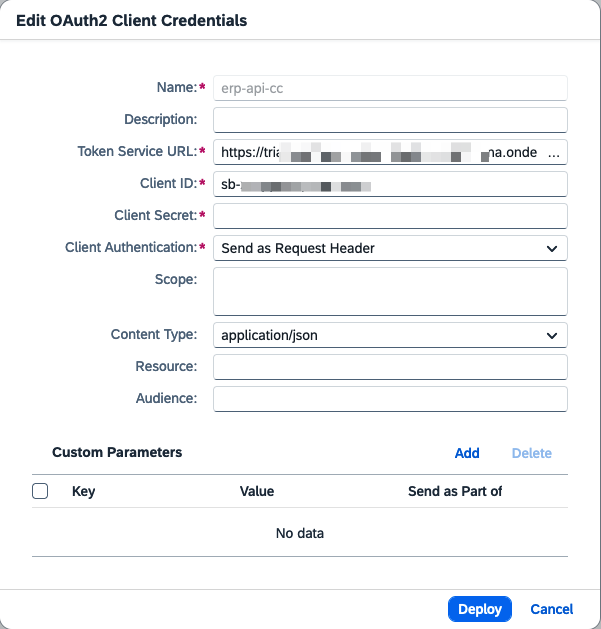 Edit OAuth2 Client Credentials
Name:* erp-api-cc
Description:
Token Service URL:* https://tria na.onde ...
Client ID:* sb-
Client Secret:*
Client Authentication:* Send as Request Header
Scope:
Content Type: application/json
Resource:
Audience:
Custom Parameters Add Delete
Key Value Send as Part of
No data
Deploy Cancel